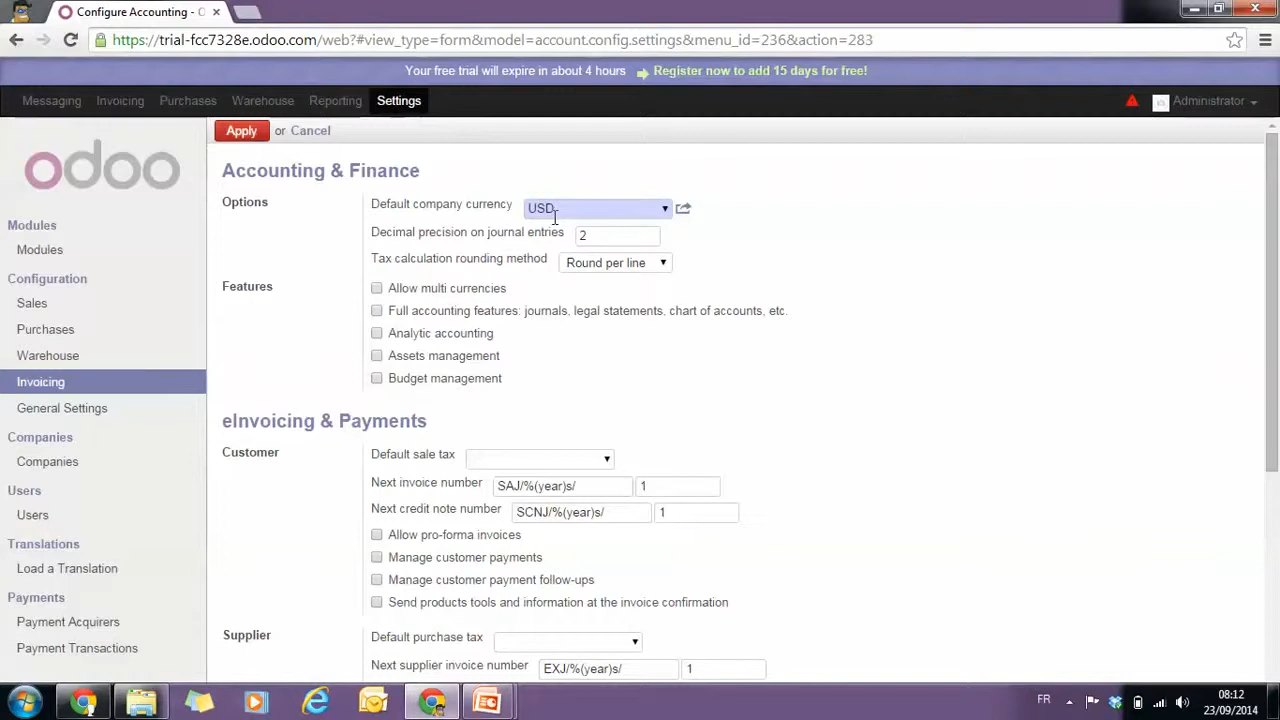 Configure Accounting - O
https://trial-fcc7328e.odoo.com/web?#view_type=form&model=account.config.settings&menu_id=236&action=283
Your free trial will expire in about 4 hours Register now to add 15 days for free!
Messaging Invoicing Purchases Warehouse Reporting Settings Administrator
Apply or Cancel
odoo
Accounting & Finance
Options
Default company currency USD
Decimal precision on journal entries 2
Tax calculation rounding method Round per line
Features
Allow multi currencies
Full accounting features: journals, legal statements, chart of accounts, etc.
Analytic accounting
Assets management
Budget management
Modules
Modules
Configuration
Sales
Purchases
Warehouse
Invoicing
General Settings
Companies
Companies
Users
Users
Translations
Load a Translation
Payments
Payment Acquirers
Payment Transactions
eInvoicing & Payments
Customer
Default sale tax
Next invoice number SAJ/%(year)s/ 1
Next credit note number SCNJ/%(year)s/ 1
Allow pro-forma invoices
Manage customer payments
Manage customer payment follow-ups
Send products tools and information at the invoice confirmation
Supplier
Default purchase tax
Next supplier invoice number EXJ/%(year)s/ 1
FR
08:12
23/09/2014